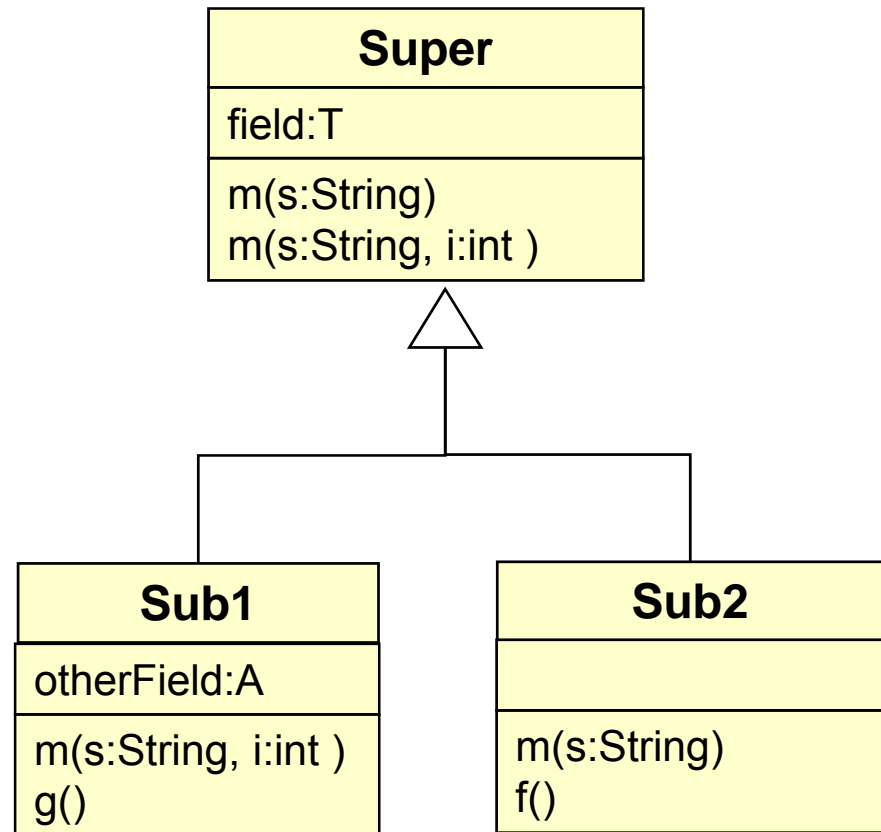 Super
field:T
m(s:String)
m(s:String, i:int )
Sub1
otherField:A
m(s:String, i:int )
g()
Sub2
m(s:String)
f()